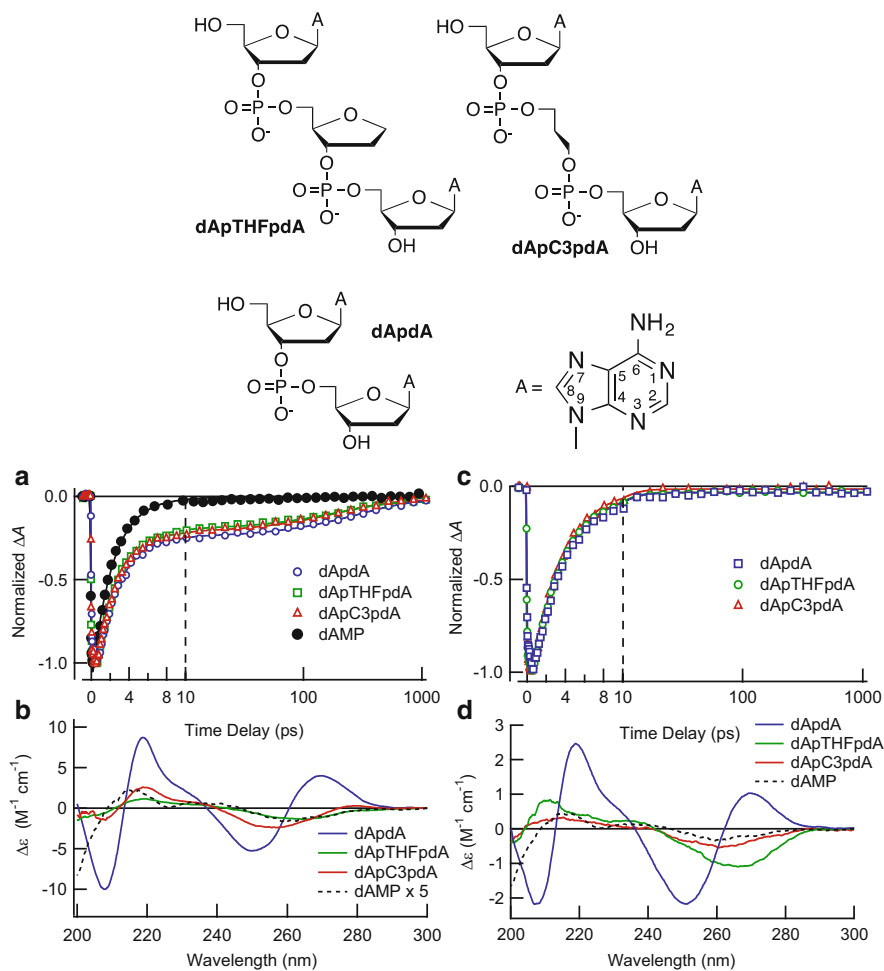 HO
O
A
O
O=P–O
O-
O
O
O=P–O
O-
O
A
OH
dApTHFpdA
HO
O
A
O
O=P–O
O-
O
O=P–O
O-
O
A
OH
dApC3pdA
HO
O
A
dApdA
O
O=P–O
O-
O
A
OH
A =
NH2
N
7
5
6
1
N
8
9
4
3
2
N
N
a
0.0
-0.5
-1.0
Normalized ΔA
dApdA
dApTHFpdA
dApC3pdA
dAMP
0 4 8 10 100 1000
Time Delay (ps)
c
0.0
-0.5
-1.0
Normalized ΔA
dApdA
dApTHFpdA
dApC3pdA
0 4 8 10 100 1000
Time Delay (ps)
b
10
5
0
-5
-10
Δε (M-1 cm-1)
dApdA
dApTHFpdA
dApC3pdA
dAMP x 5
200 220 240 260 280 300
Wavelength (nm)
d
3
2
1
0
-1
-2
Δε (M-1 cm-1)
dApdA
dApTHFpdA
dApC3pdA
dAMP
200 220 240 260 280 300
Wavelength (nm)